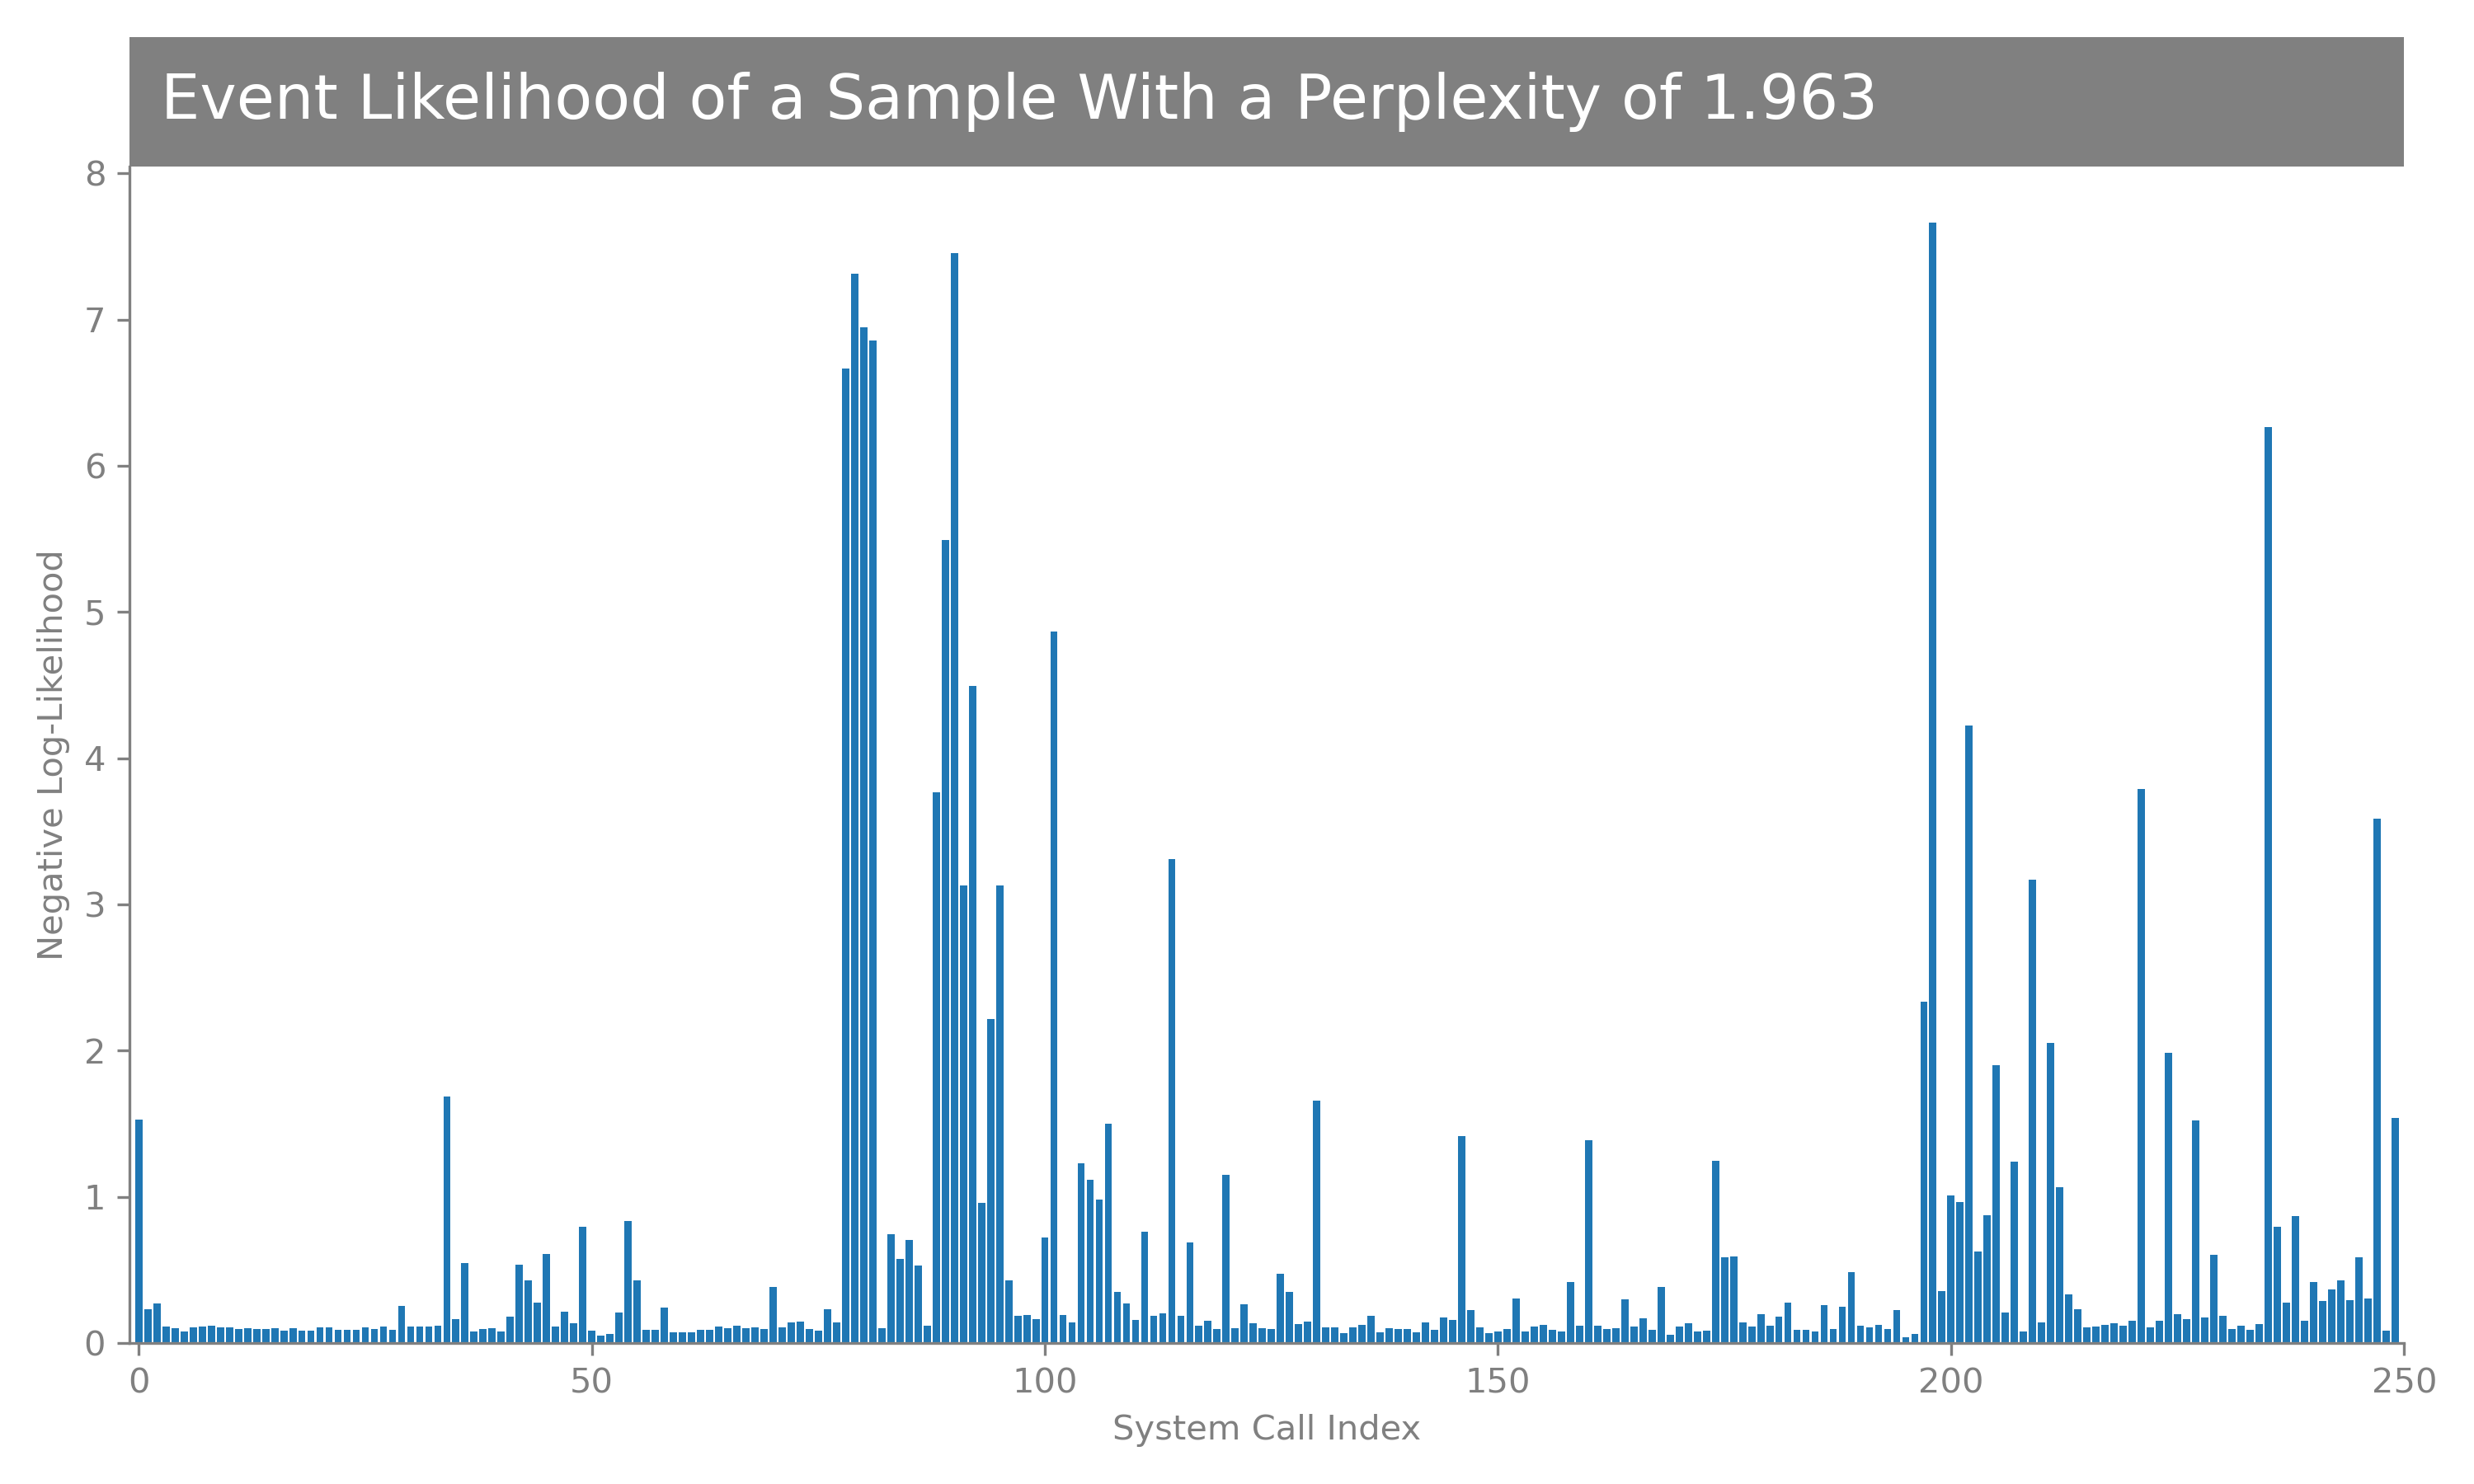 Event Likelihood of a Sample With a Perplexity of 1.963
8
7
6
5
4
3
2
1
0
Negative Log-Likelihood
0 50 100 150 200 250
System Call Index